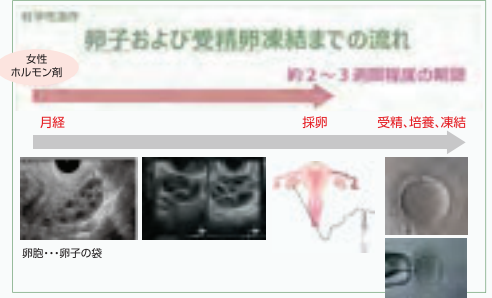 卵子および受精卵凍結までの流れ
女性
ホルモン剤
約2～3週間程度の期間
月経
採卵
受精、培養、凍結
卵胞･･･卵子の袋